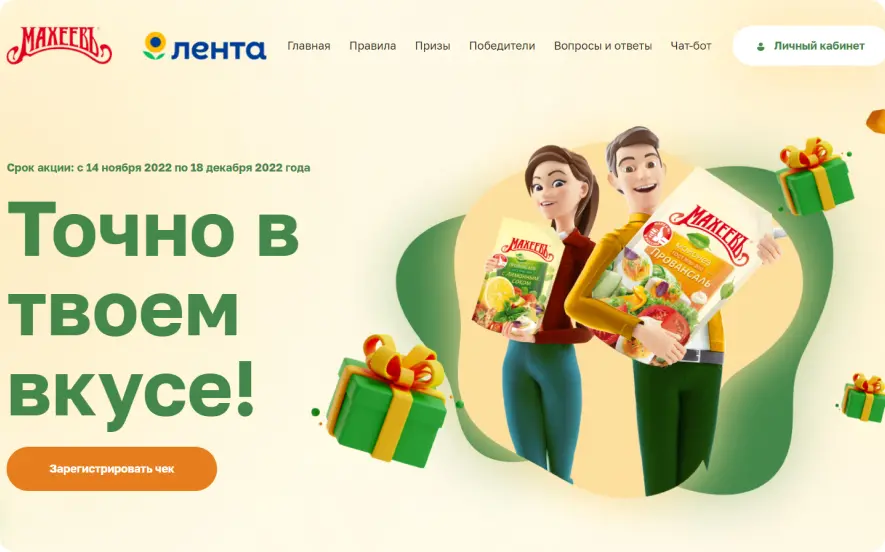 МАХЕЕВЪ
лента
Главная
Правила
Призы
Победители
Вопросы и ответы
Чат-бот
Личный кабинет
Срок акции: с 14 ноября 2022 по 18 декабря 2022 года
Точно в
твоем
вкусе!
Зарегистрировать чек
МАХЕЕВЪ
МАХЕЕВЪ
ПРОВАНСАЛЬ